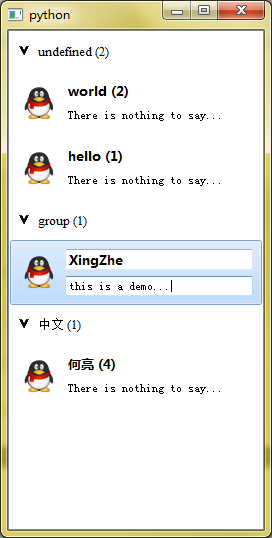 python
undefined (2)
world (2)
There is nothing to say...
hello (1)
There is nothing to say...
group (1)
XingZhe
this is a demo...
中文 (1)
何亮 (4)
There is nothing to say...